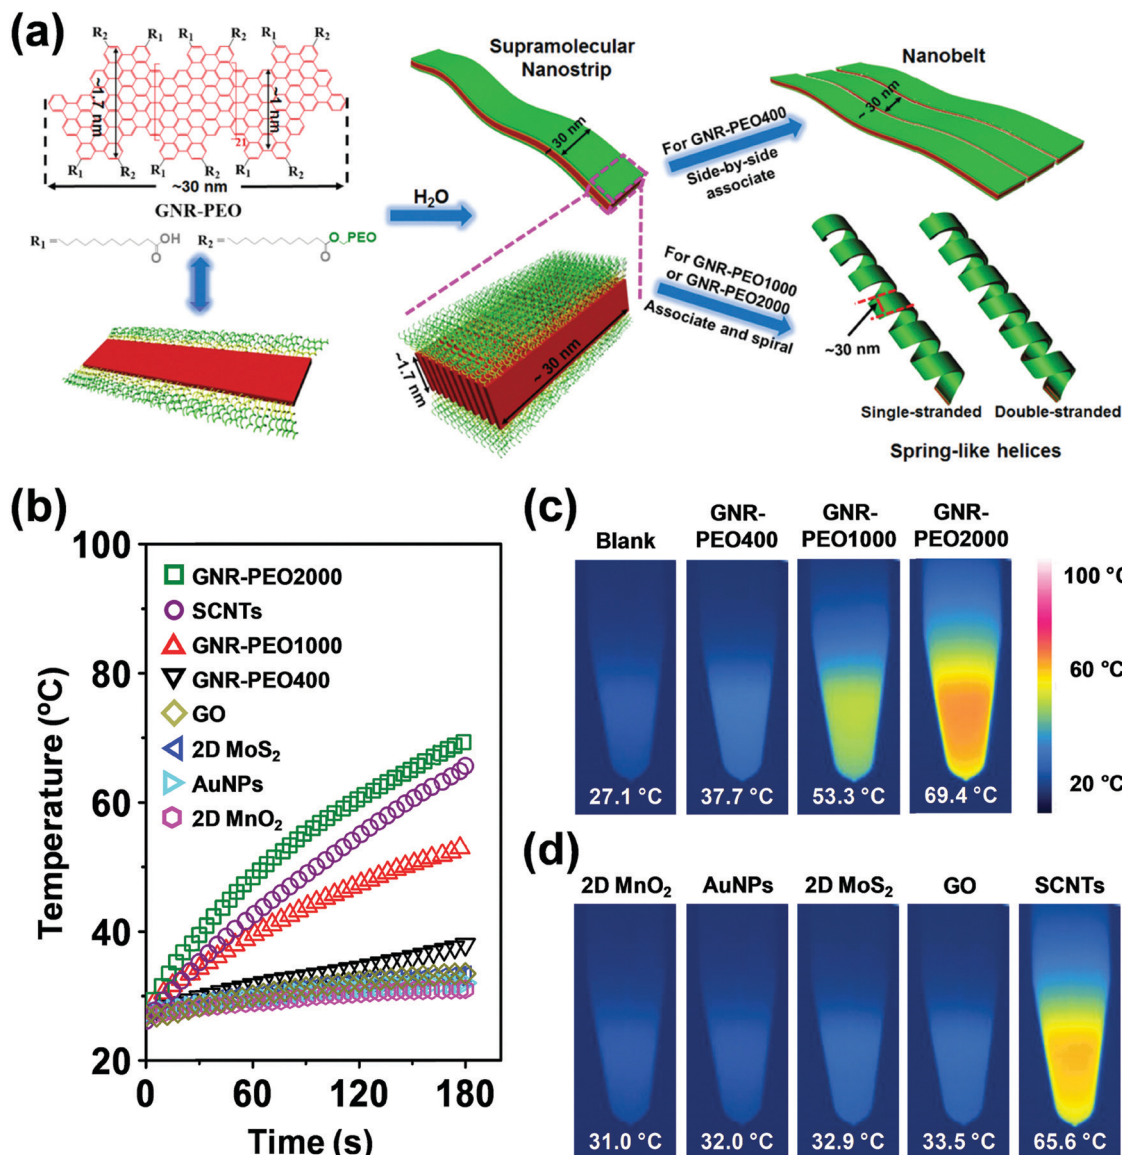 (a)
R2 R1 R2 R1 R2
~1.7 nm
~1 nm
21
R1 R2 R1 R2 R1 R2
~30 nm
GNR-PEO
R1 = OH
O
R2 = O PEO
O
H2O
Supramolecular
Nanostrip
~ 30 nm
~1.7 nm
~ 30 nm
For GNR-PEO400
Side-by-side
associate
Nanobelt
~ 30 nm
For GNR-PEO1000
or GNR-PEO2000
Associate and spiral
~30 nm
Single-stranded Double-stranded
Spring-like helices
(b)
Temperature (ºC)
100
80
60
40
20
GNR-PEO2000
SCNTs
GNR-PEO1000
GNR-PEO400
GO
2D MoS2
AuNPs
2D MnO2
0 60 120 180
Time (s)
(c)
Blank
GNR-
PEO400
GNR-
PEO1000
GNR-
PEO2000
27.1 °C 37.7 °C 53.3 °C 69.4 °C
100 °C
60 °C
20 °C
(d)
2D MnO2 AuNPs 2D MoS2 GO SCNTs
31.0 °C 32.0 °C 32.9 °C 33.5 °C 65.6 °C